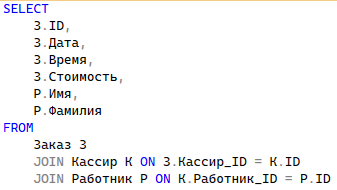 SELECT
З.ID,
З.Дата,
З.Время,
З.Стоимость,
Р.Имя,
Р.Фамилия
FROM
Заказ З
JOIN Кассир К ON З.Кассир_ID = К.ID
JOIN Работник Р ON К.Работник_ID = Р.ID